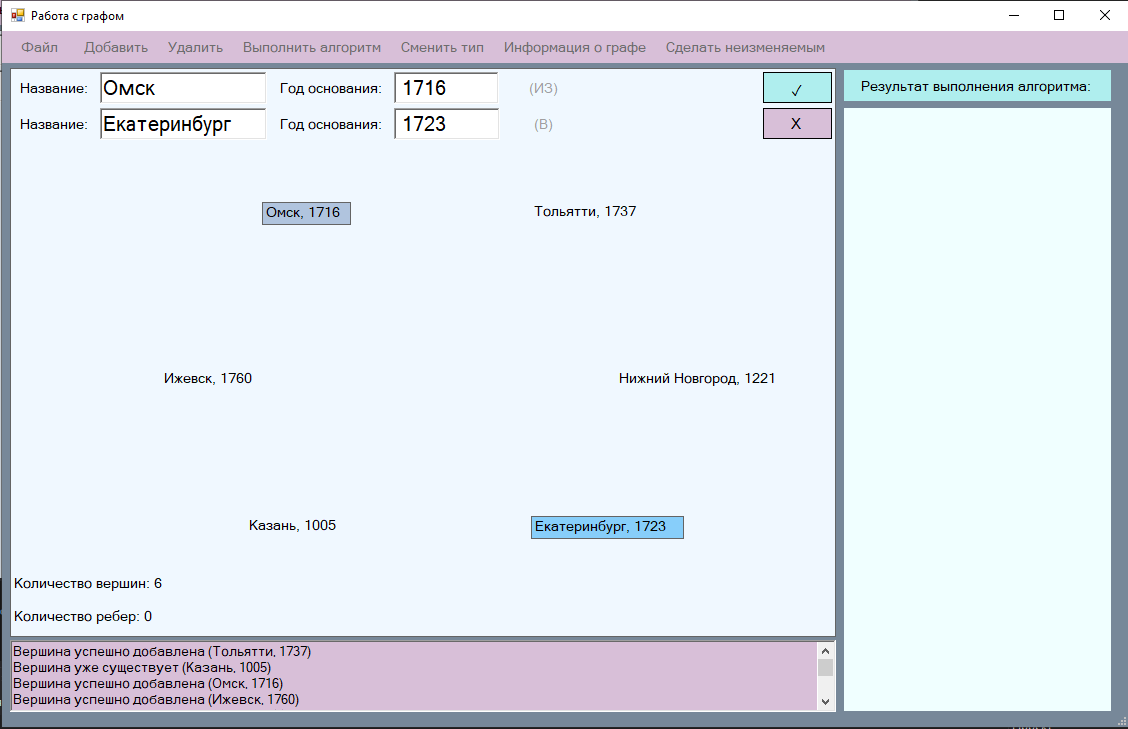 Работа с графом
Файл Добавить Удалить Выполнить алгоритм Сменить тип Информация о графе Сделать неизменяемым
Название: Омск Год основания: 1716 (ИЗ) ✓
Название: Екатеринбург Год основания: 1723 (В) X
Результат выполнения алгоритма:
Омск, 1716
Тольятти, 1737
Ижевск, 1760
Нижний Новгород, 1221
Казань, 1005
Екатеринбург, 1723
Количество вершин: 6
Количество ребер: 0
Вершина успешно добавлена (Тольятти, 1737)
Вершина уже существует (Казань, 1005)
Вершина успешно добавлена (Омск, 1716)
Вершина успешно добавлена (Ижевск, 1760)